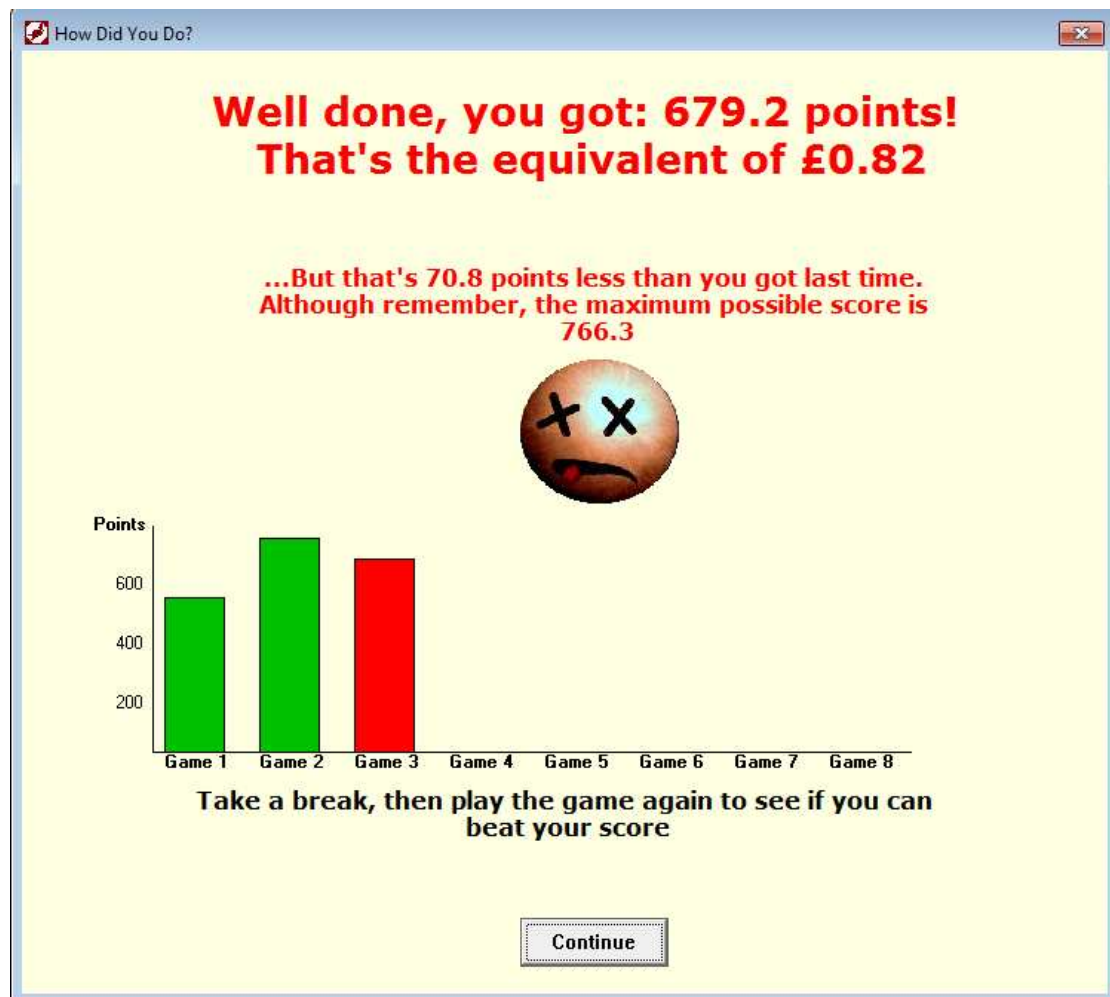 How Did You Do?
Well done, you got: 679.2 points!
That's the equivalent of £0.82
...But that's 70.8 points less than you got last time.
Although remember, the maximum possible score is
766.3
Points
600
400
200
Game 1 Game 2 Game 3 Game 4 Game 5 Game 6 Game 7 Game 8
Take a break, then play the game again to see if you can
beat your score
Continue